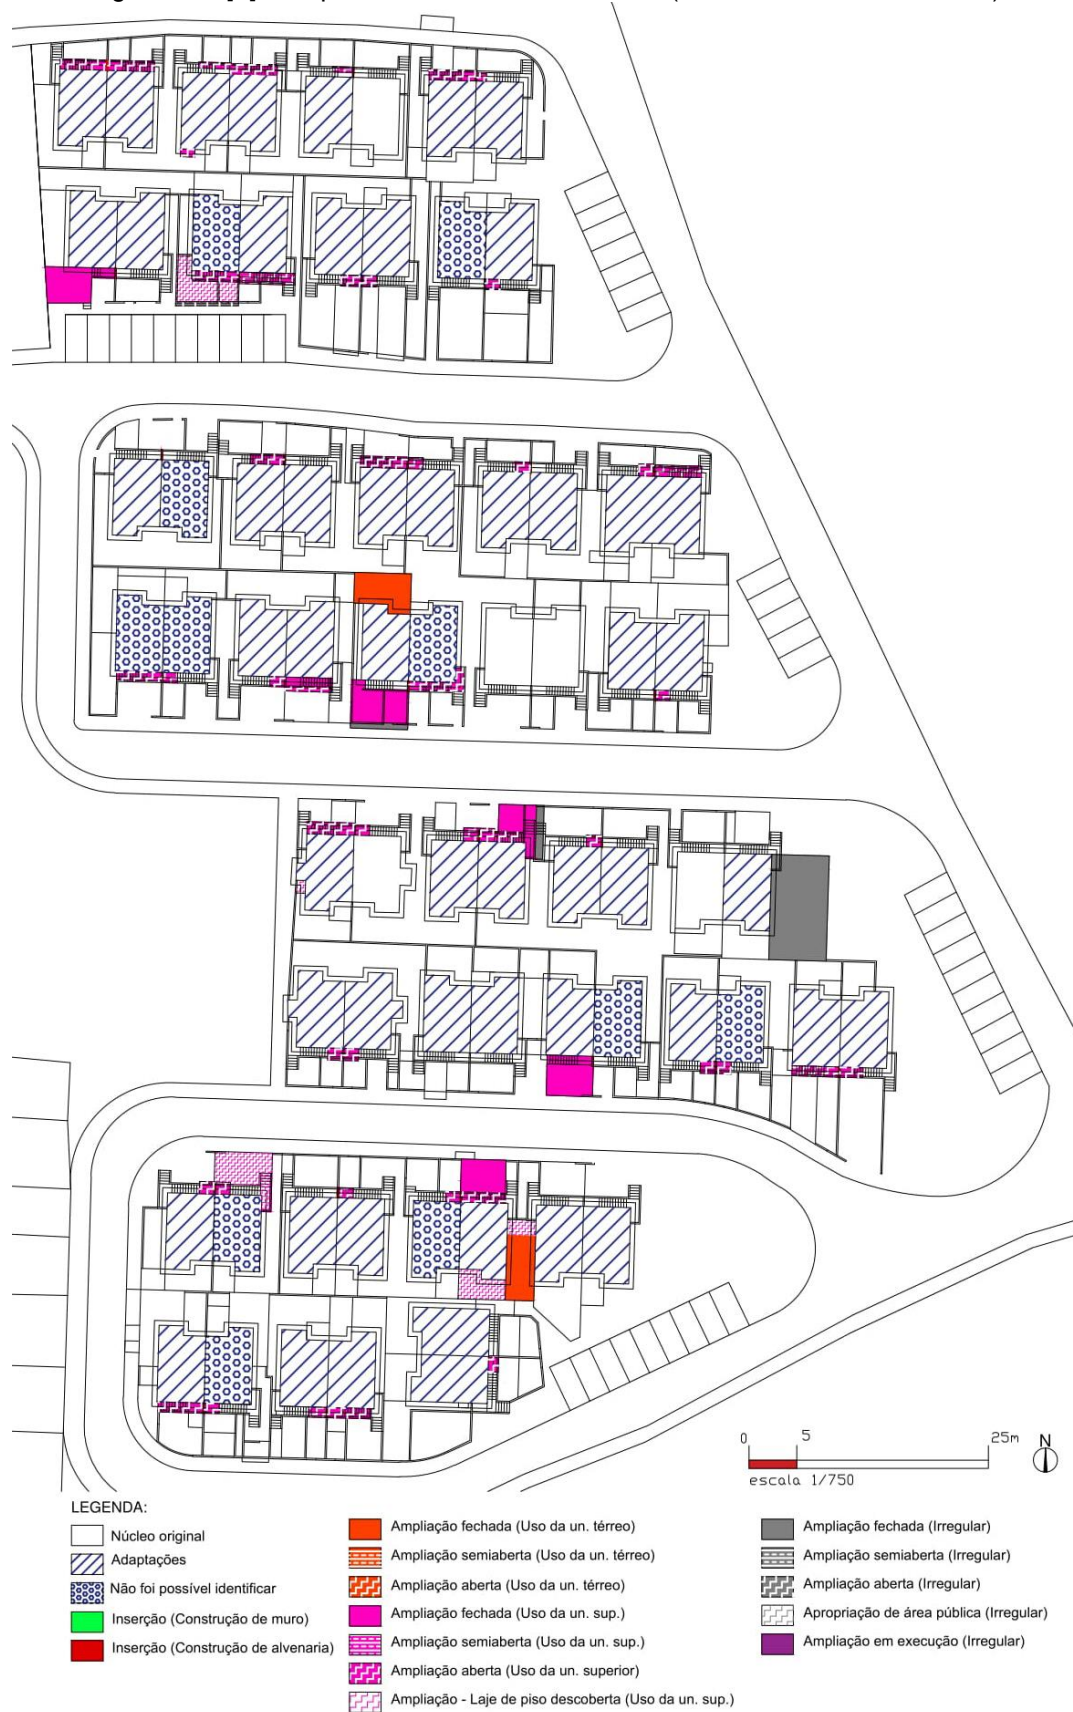 0 5 25m
N
escala 1/750
LEGENDA:
Núcleo original
Adaptações
Não foi possível identificar
Inserção (Construção de muro)
Inserção (Construção de alvenaria)
Ampliação fechada (Uso da un. térreo)
Ampliação semiaberta (Uso da un. térreo)
Ampliação aberta (Uso da un. térreo)
Ampliação fechada (Uso da un. sup.)
Ampliação semiaberta (Uso da un. sup.)
Ampliação aberta (Uso da un. superior)
Ampliação - Laje de piso descoberta (Uso da un. sup.)
Ampliação fechada (Irregular)
Ampliação semiaberta (Irregular)
Ampliação aberta (Irregular)
Apropriação de área pública (Irregular)
Ampliação em execução (Irregular)